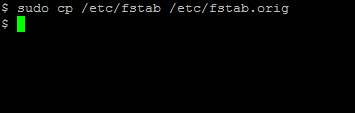 $ sudo cp /etc/fstab /etc/fstab.orig
$